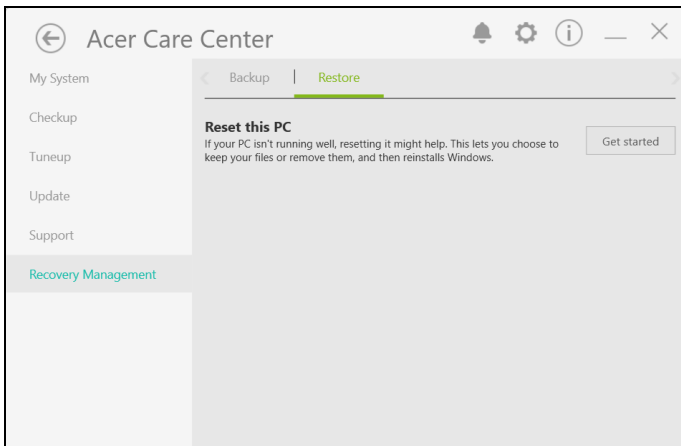 Acer Care Center
My System
Checkup
Tuneup
Update
Support
Recovery Management
Backup
Restore
Reset this PC
If your PC isn't running well, resetting it might help. This lets you choose to
keep your files or remove them, and then reinstalls Windows.
Get started